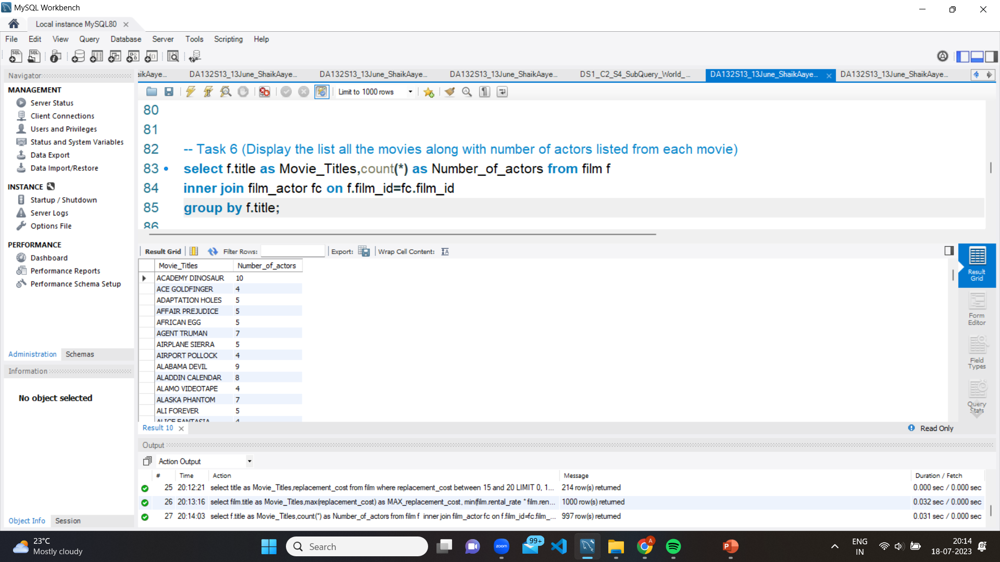 MySQL Workbench
Local instance MySQL80
File Edit View Query Database Server Tools Scripting Help
Navigator
MANAGEMENT
Server Status
Client Connections
Users and Privileges
Status and System Variables
Data Export
Data Import/Restore
INSTANCE
Startup / Shutdown
Server Logs
Options File
PERFORMANCE
Dashboard
Performance Reports
Performance Schema Setup
Administration Schemas
Information
No object selected
Object Info Session
aikAaye... DA132S13_13June_ShaikAaye... DA132S13_13June_ShaikAaye... DA132S13_13June_ShaikAaye... DS1_C2_S4_SubQuery_World_... DA132S13_13June_ShaikAaye... DA132S13_13June_ShaikAaye...
Limit to 1000 rows
80
81
82 -- Task 6 (Display the list all the movies along with number of actors listed from each movie)
83 select f.title as Movie_Titles,count(*) as Number_of_actors from film f
84 inner join film_actor fc on f.film_id=fc.film_id
85 group by f.title;
86
Result Grid Filter Rows: Export: Wrap Cell Content:
Movie_Titles Number_of_actors
ACADEMY DINOSAUR 10
ACE GOLDFINGER 4
ADAPTATION HOLES 5
AFFAIR PREJUDICE 5
AFRICAN EGG 5
AGENT TRUMAN 7
AIRPLANE SIERRA 5
AIRPORT POLLOCK 4
ALABAMA DEVIL 9
ALADDIN CALENDAR 8
ALAMO VIDEOTAPE 4
ALASKA PHANTOM 7
ALI FOREVER 5
ALICE FANTASIA 4
Result Grid
Form Editor
Field Types
Query Stats
Result 10
Read Only
Output
Action Output
# Time Action Message Duration / Fetch
25 20:12:21 select title as Movie_Titles,replacement_cost from film where replacement_cost between 15 and 20 LIMIT 0, 1... 214 row(s) returned 0.000 sec / 0.000 sec
26 20:13:16 select film.title as Movie_Titles,max(replacement_cost) as MAX_replacement_cost, min(film.rental_rate * film.ren... 1000 row(s) returned 0.032 sec / 0.000 sec
27 20:14:03 select f.title as Movie_Titles,count(*) as Number_of_actors from film f inner join film_actor fc on f.film_id=fc.film_... 997 row(s) returned 0.031 sec / 0.000 sec
23°C
Mostly cloudy
Search
zoom
99+
A
P
ENG
IN
20:14
18-07-2023